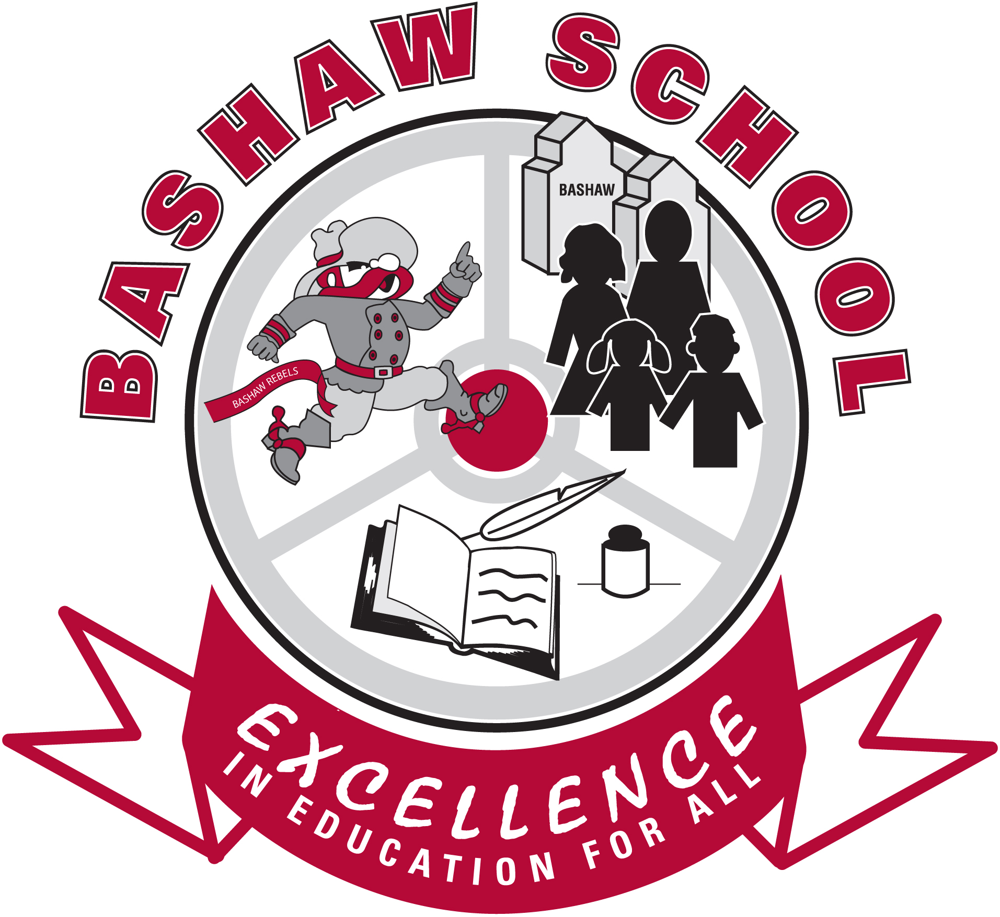 BASHAW SCHOOL
BASHAW
BASHAW REBELS
EXCELLENCE
IN EDUCATION FOR ALL